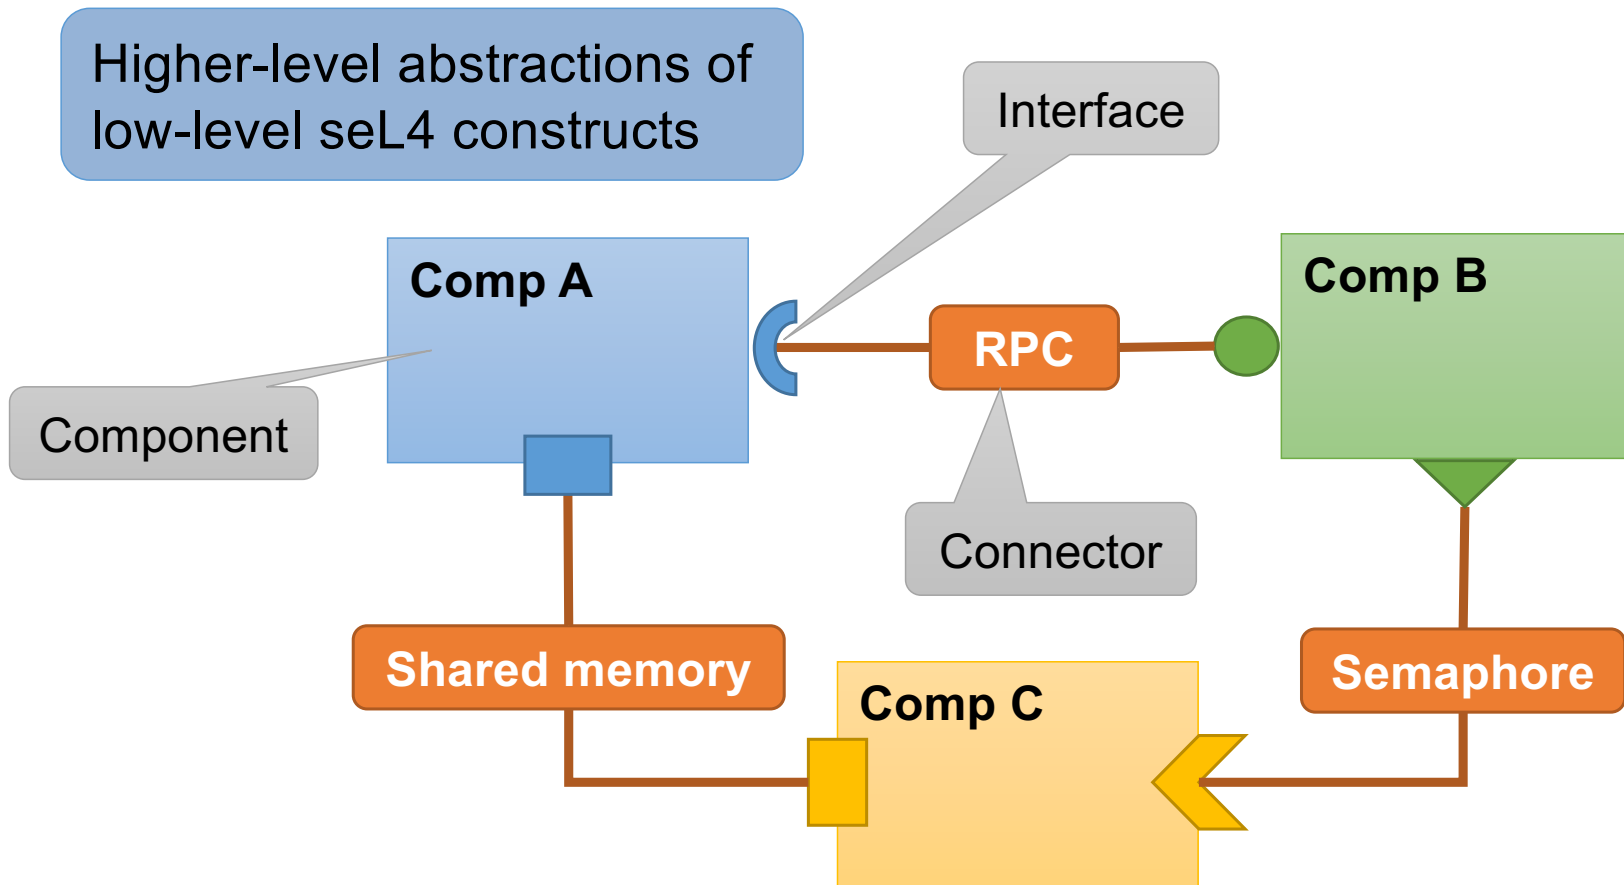 Higher-level abstractions of
low-level seL4 constructs
Interface
Comp A
Comp B
RPC
Component
Connector
Shared memory
Semaphore
Comp C